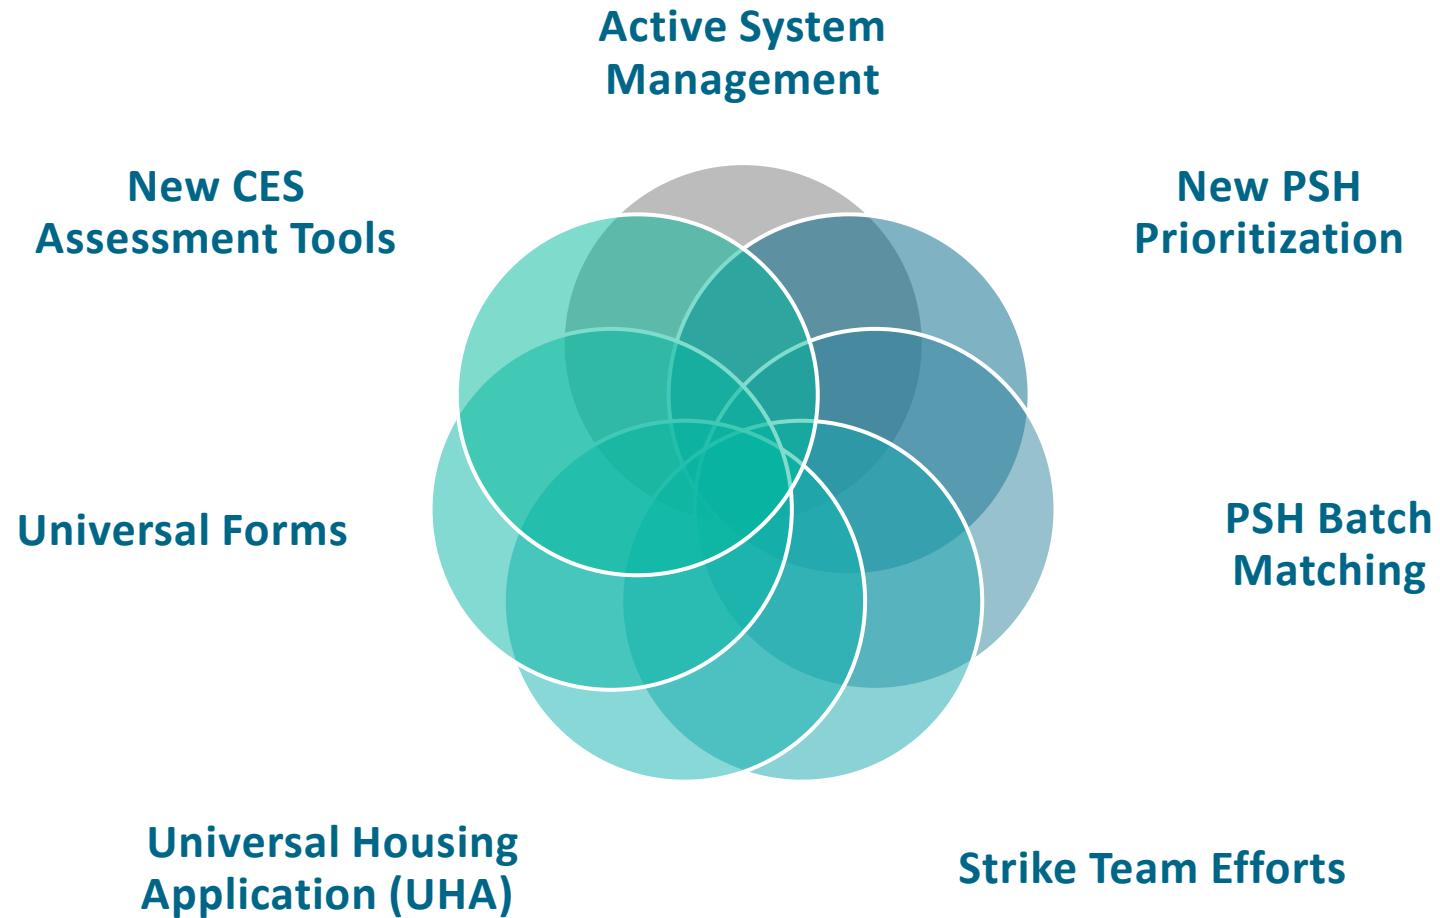 Active System
Management
New CES
Assessment Tools
New PSH
Prioritization
Universal Forms
PSH Batch
Matching
Universal Housing
Application (UHA)
Strike Team Efforts